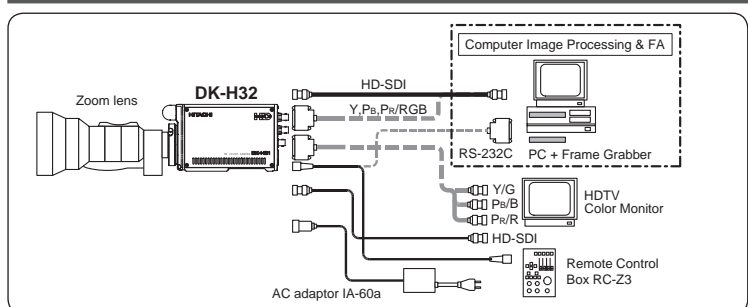 Computer Image Processing & FA
HD-SDI
DK-H32
Zoom lens
Y,PB,PR/RGB
HITACHI
RS-232C
PC + Frame Grabber
Y/G
PB/B
PR/R
HDTV
Color Monitor
HD-SDI
Remote Control
Box RC-Z3
AC adaptor IA-60a